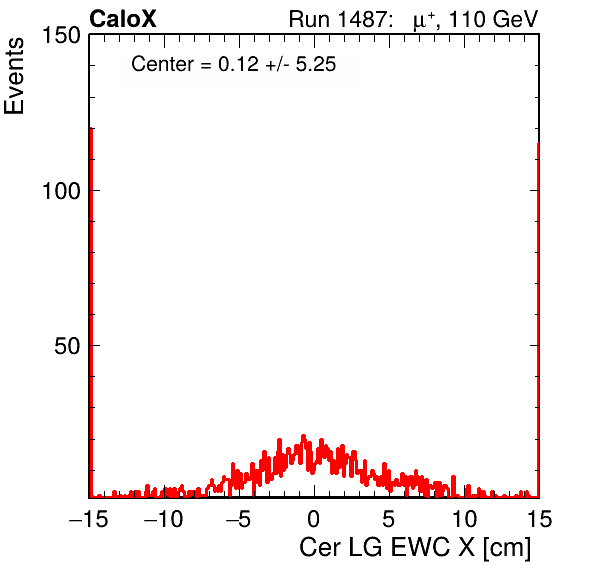 CaloX Run 1487: μ⁺, 110 GeV
Events
Center = 0.12 +/- 5.25
150
100
50
−15 −10 −5 0 5 10 15
Cer LG EWC X [cm]